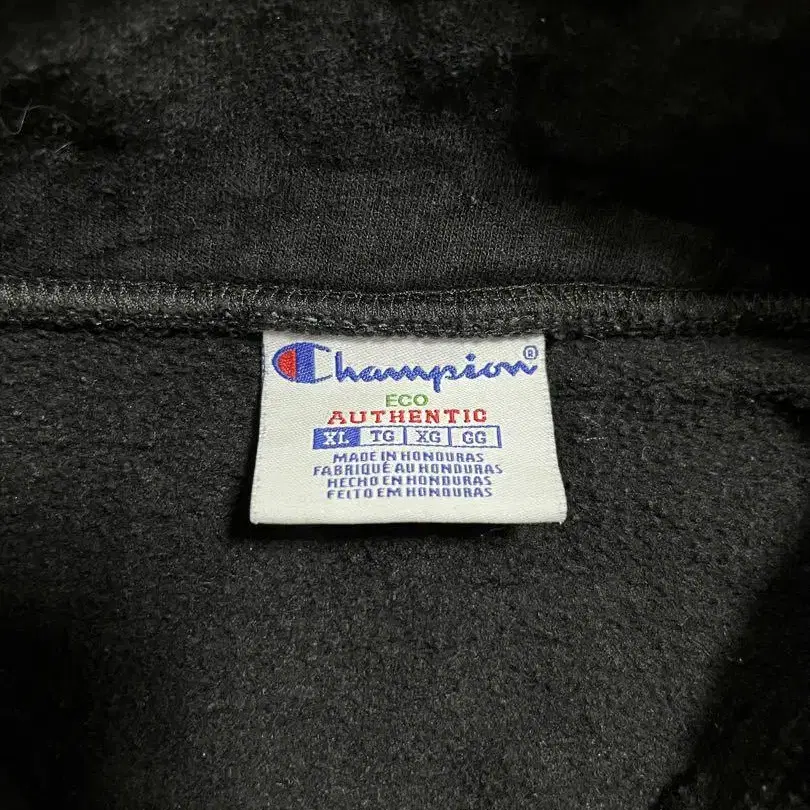 Champion®
ECO
AUTHENTIC
XL TG XG GG
MADE IN HONDURAS
FABRIQUÉ AU HONDURAS
HECHO EN HONDURAS
FEITO EM HONDURAS